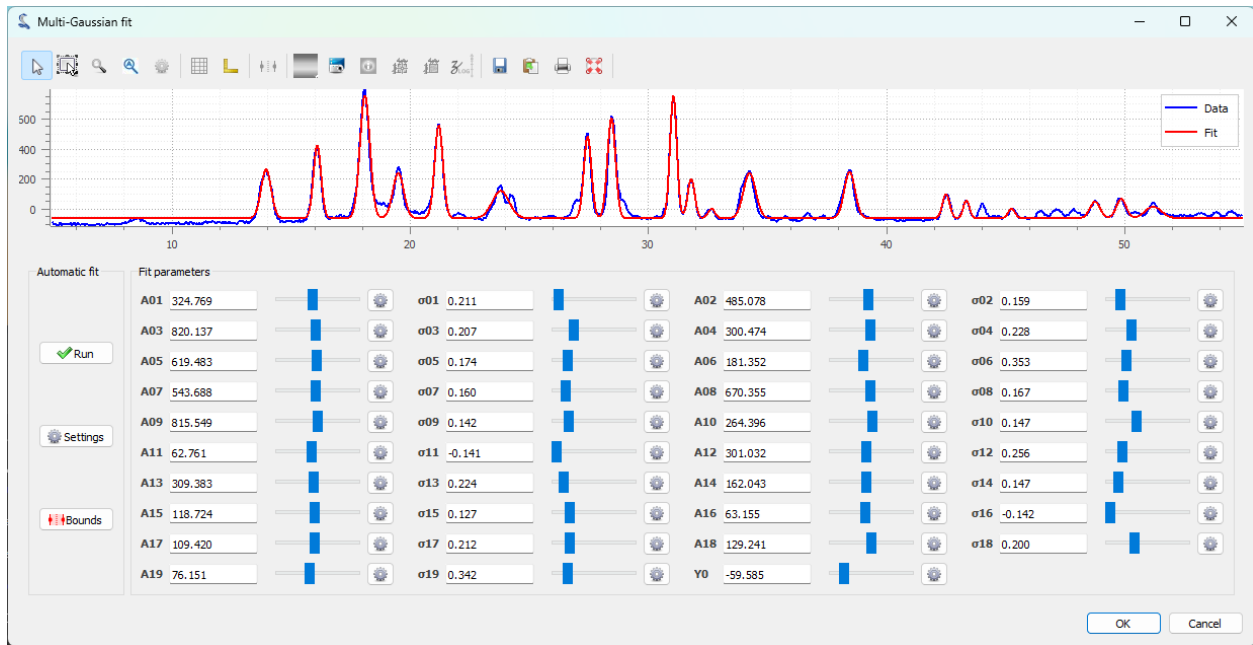 Multi-Gaussian fit
600
400
200
0
10
20
30
40
50
Data
Fit
Automatic fit
Run
Settings
Bounds
Fit parameters
A01 324.769 σ01 0.211 A02 485.078 σ02 0.159
A03 820.137 σ03 0.207 A04 300.474 σ04 0.228
A05 619.483 σ05 0.174 A06 181.352 σ06 0.353
A07 543.688 σ07 0.160 A08 670.355 σ08 0.167
A09 815.549 σ09 0.142 A10 264.396 σ10 0.147
A11 62.761 σ11 -0.141 A12 301.032 σ12 0.256
A13 309.383 σ13 0.224 A14 162.043 σ14 0.147
A15 118.724 σ15 0.127 A16 63.155 σ16 -0.142
A17 109.420 σ17 0.212 A18 129.241 σ18 0.200
A19 76.151 σ19 0.342 Y0 -59.585
OK
Cancel